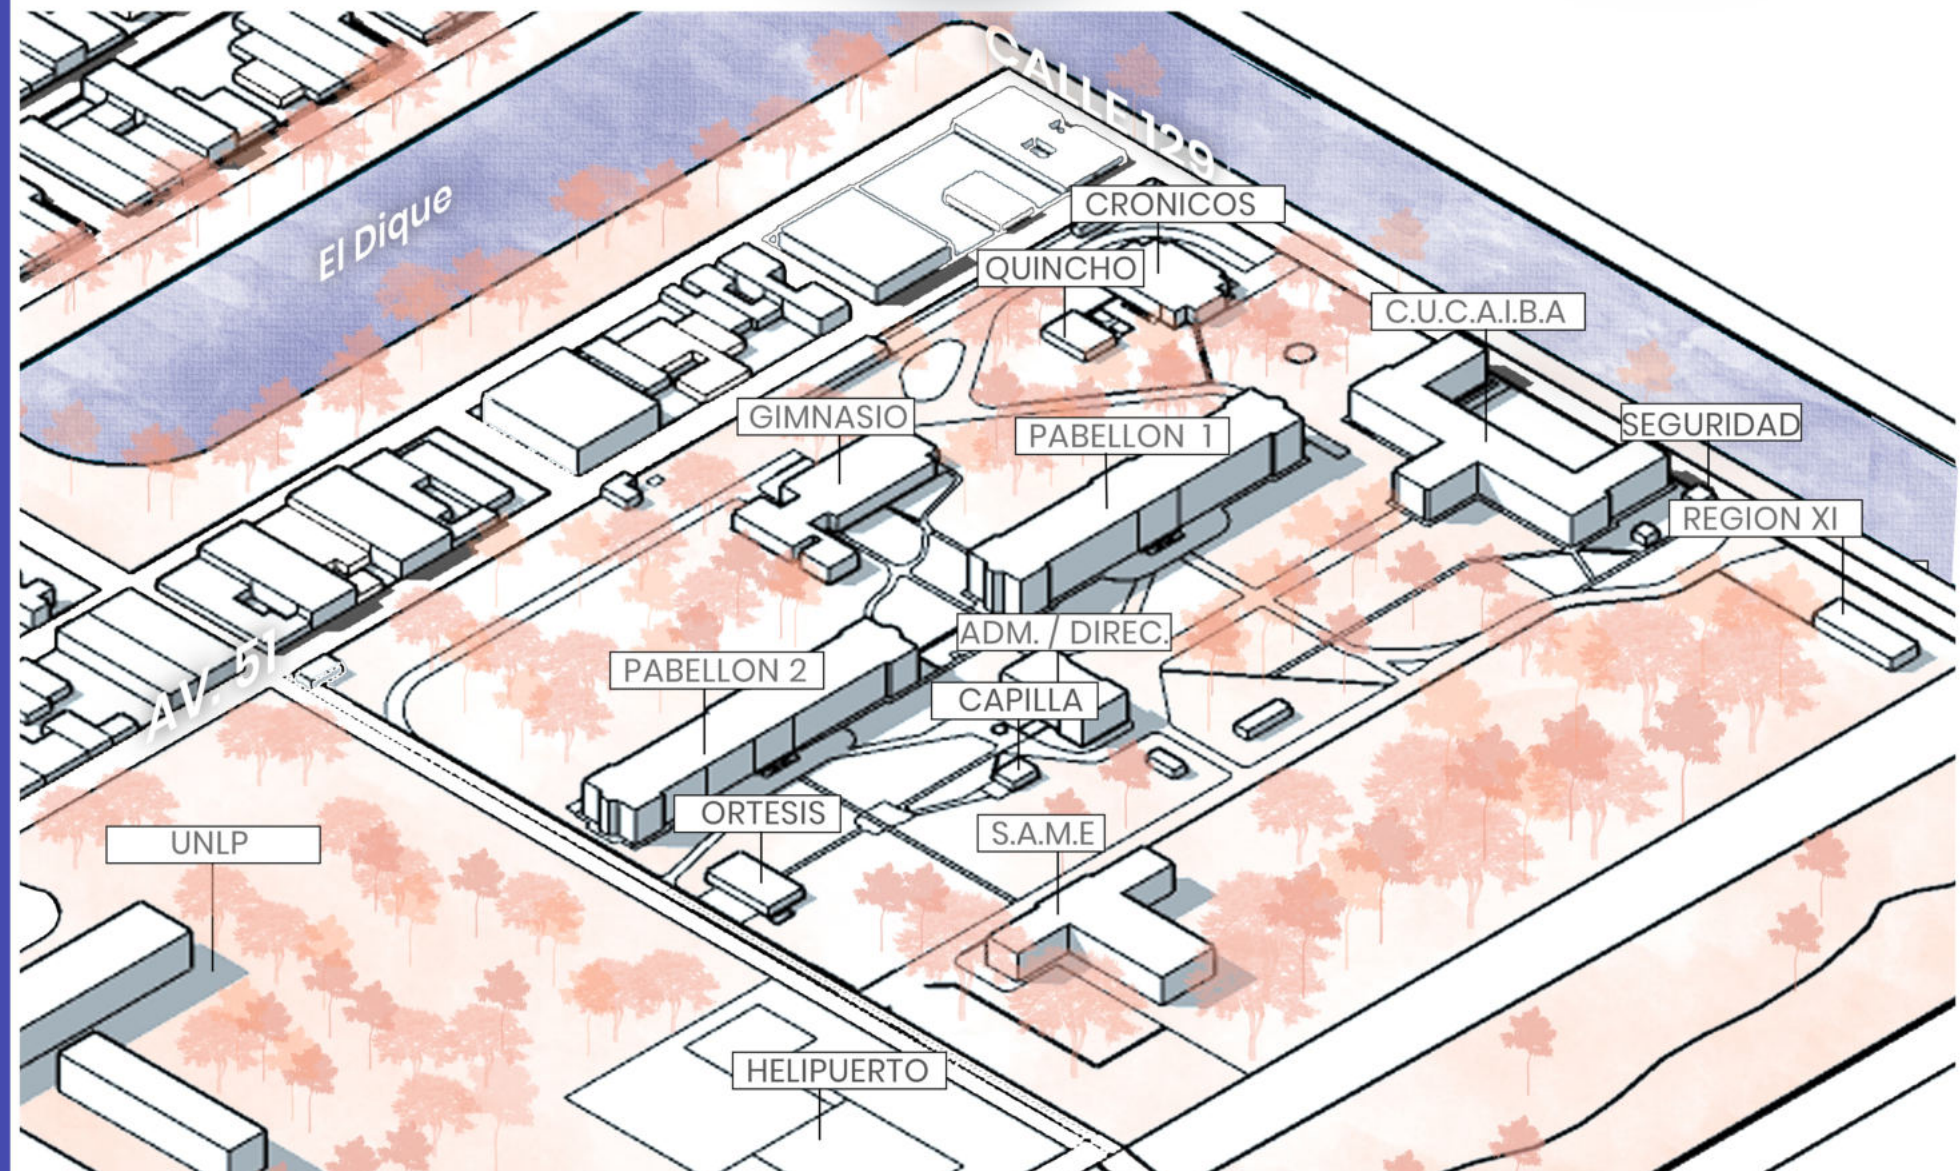 CALLE 129
El Dique
CRONICOS
QUINCHO
C.U.C.A.I.B.A
GIMNASIO
PABELLON 1
SEGURIDAD
REGION XI
ADM. / DIREC.
PABELLON 2
CAPILLA
AV. 51
ORTESIS
S.A.M.E
UNLP
HELIPUERTO